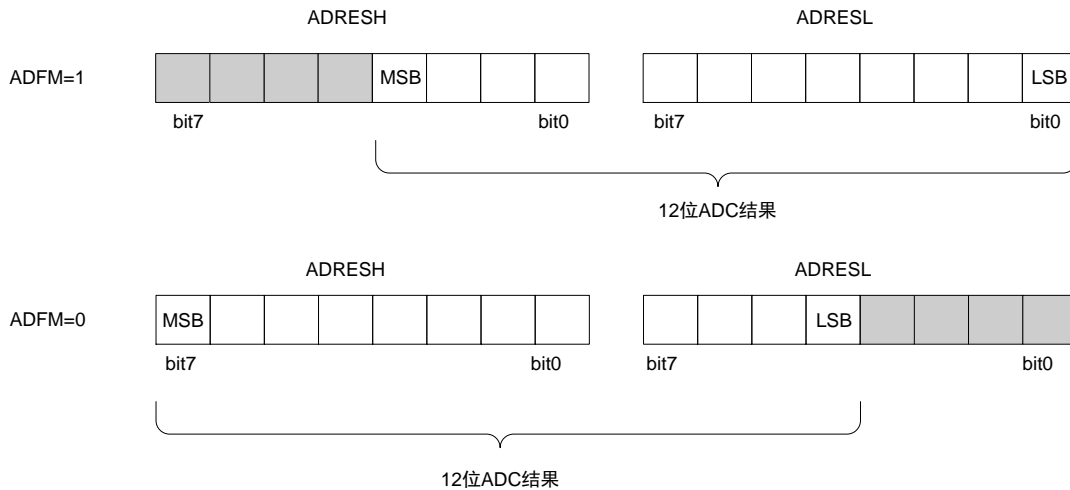 ADRESH ADRESL
ADFM=1 MSB LSB
bit7 bit0 bit7 bit0
12位ADC结果
ADRESH ADRESL
ADFM=0 MSB LSB
bit7 bit0 bit7 bit0
12位ADC结果